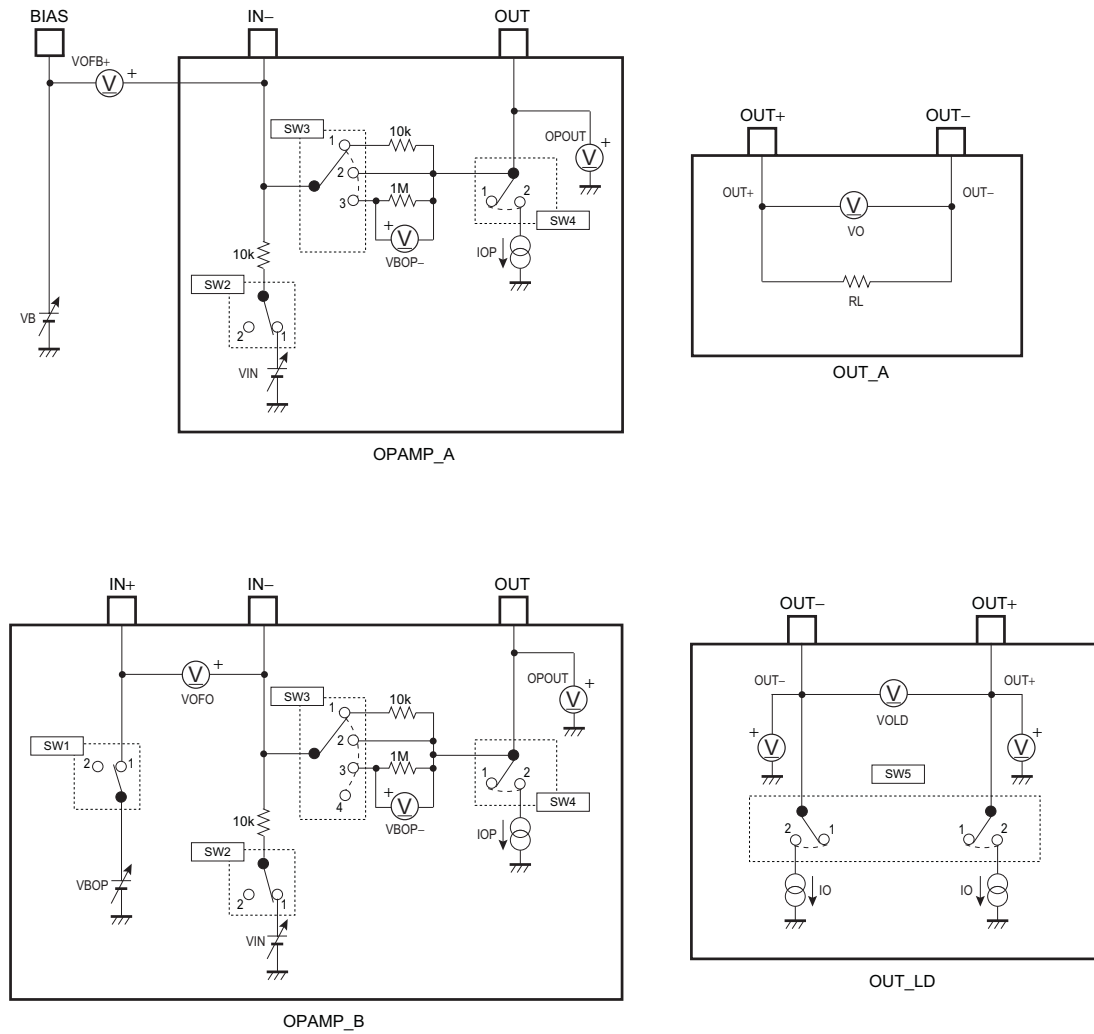 BIAS
IN−
OUT
VOFB+
V
+
SW3
1
10k
2
1M
3
+
V
VBOP−
OPOUT
V
+
1
2
SW4
IOP
10k
SW2
2
1
VB
VIN
OPAMP_A
OUT+
OUT−
OUT+
OUT−
V
VO
RL
OUT_A
IN+
IN−
OUT
V
+
VOFO
SW3
1
10k
2
1M
3
4
+
V
VBOP−
OPOUT
V
+
1
2
SW4
IOP
SW1
2
1
10k
SW2
2
1
VBOP
VIN
OPAMP_B
OUT−
OUT+
OUT−
OUT+
V
VOLD
+
V
+
V
SW5
2
1
1
2
IO
IO
OUT_LD